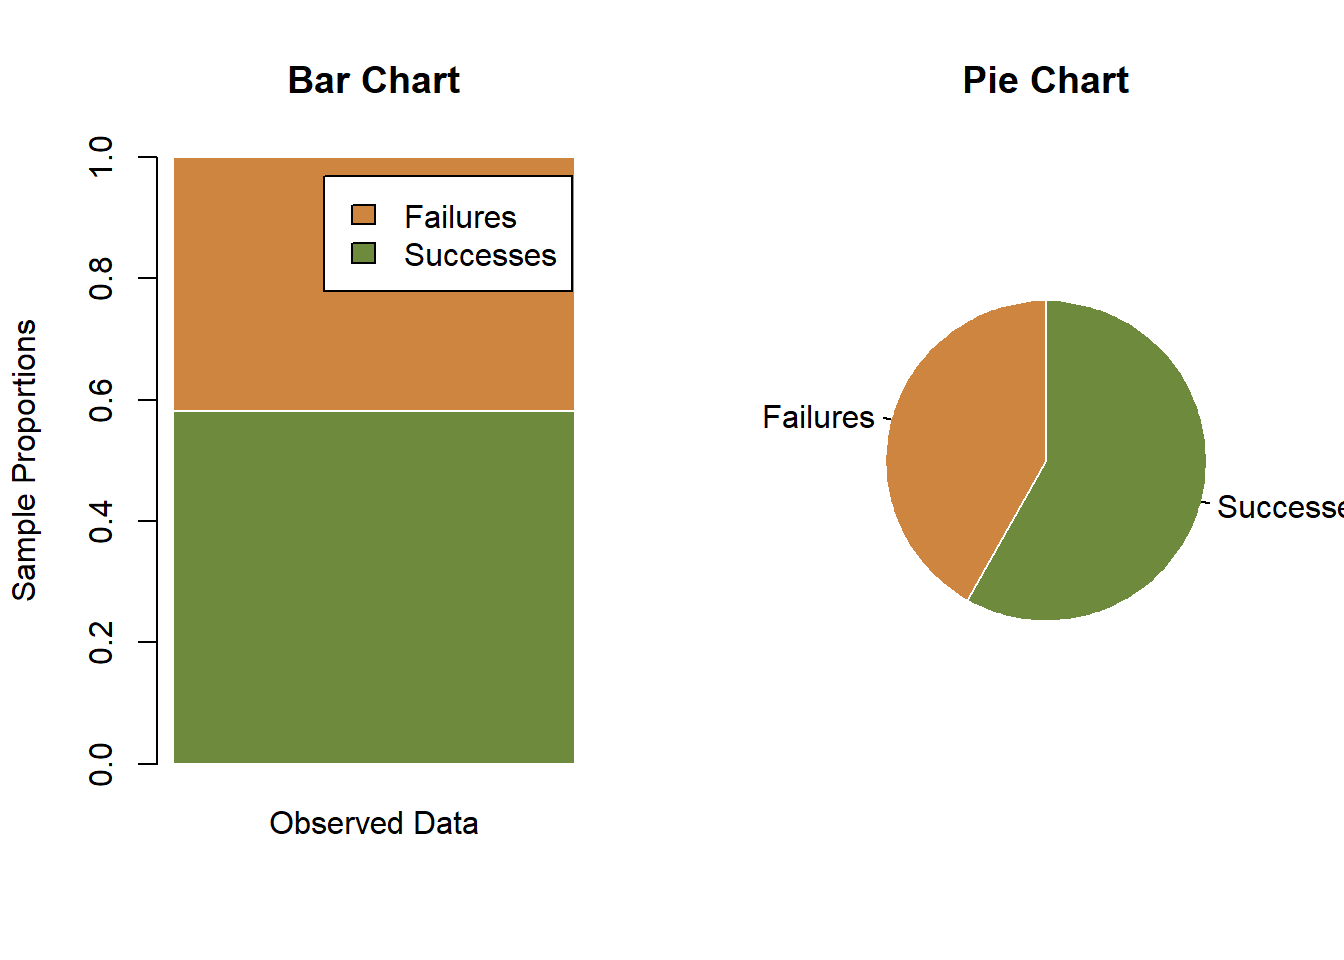 Bar Chart
Sample Proportions
1.0
0.8
0.6
0.4
0.2
0.0
Failures
Successes
Observed Data
Pie Chart
Failures
Successe